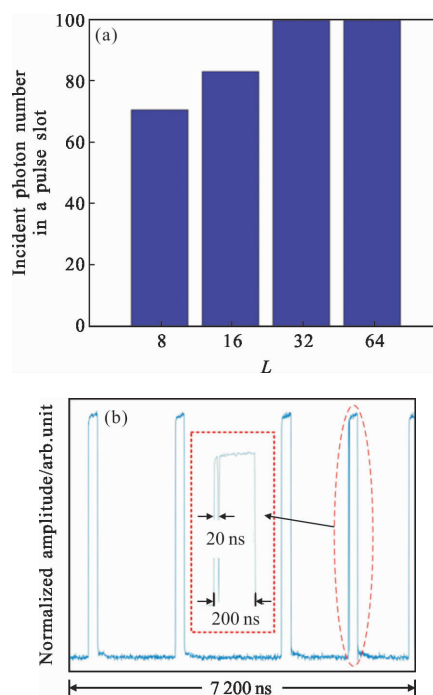 (a)
Incident photon number
in a pulse slot
100
80
60
40
20
0
8 16 32 64
L
(b)
Normalized amplitude/arb.unit
20 ns
200 ns
7 200 ns